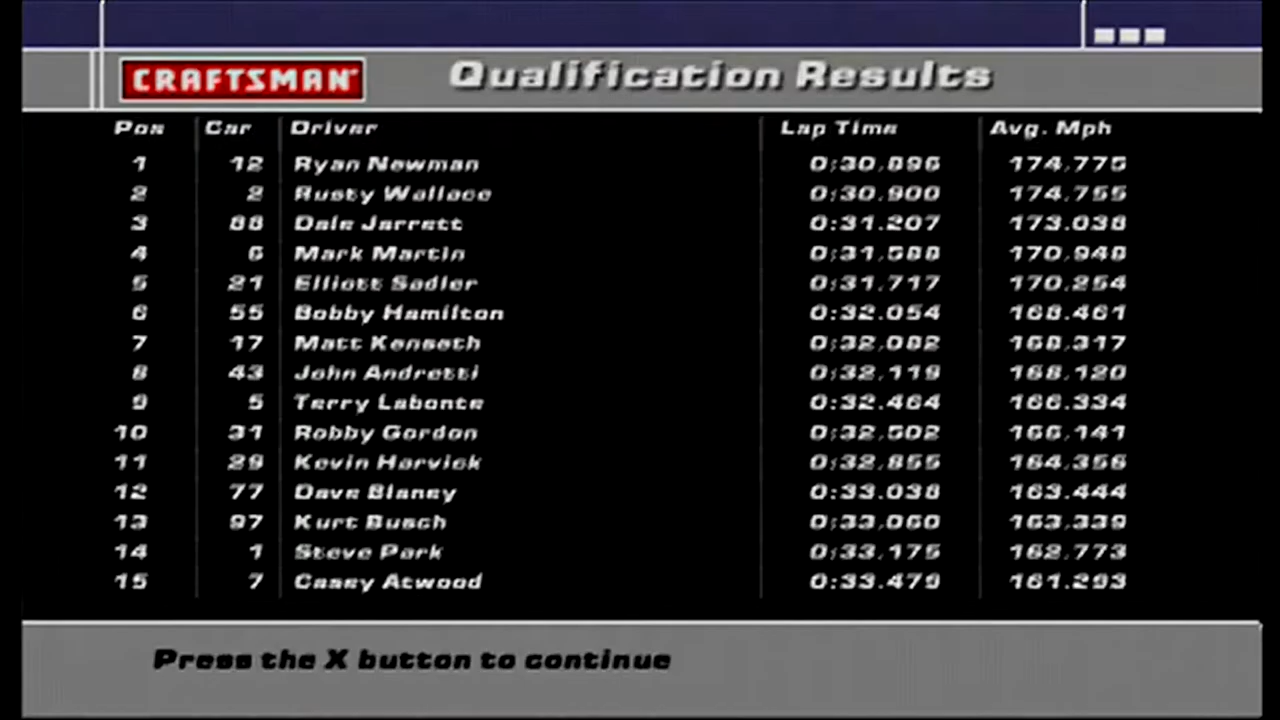 CRAFTSMAN Qualification Results
Pos Car Driver Lap Time Avg. Mph
1 12 Ryan Newman 0:30.896 174.775
2 2 Rusty Wallace 0:30.900 174.755
3 88 Dale Jarrett 0:31.207 173.038
4 6 Mark Martin 0:31.588 170.948
5 21 Elliott Sadler 0:31.717 170.254
6 55 Bobby Hamilton 0:32.054 168.461
7 17 Matt Kenseth 0:32.082 168.317
8 43 John Andretti 0:32.119 168.120
9 5 Terry Labonte 0:32.464 166.334
10 31 Robby Gordon 0:32.502 166.141
11 29 Kevin Harvick 0:32.855 164.356
12 77 Dave Blaney 0:33.038 163.444
13 97 Kurt Busch 0:33.060 163.339
14 1 Steve Park 0:33.175 162.773
15 7 Casey Atwood 0:33.479 161.293
Press the X button to continue